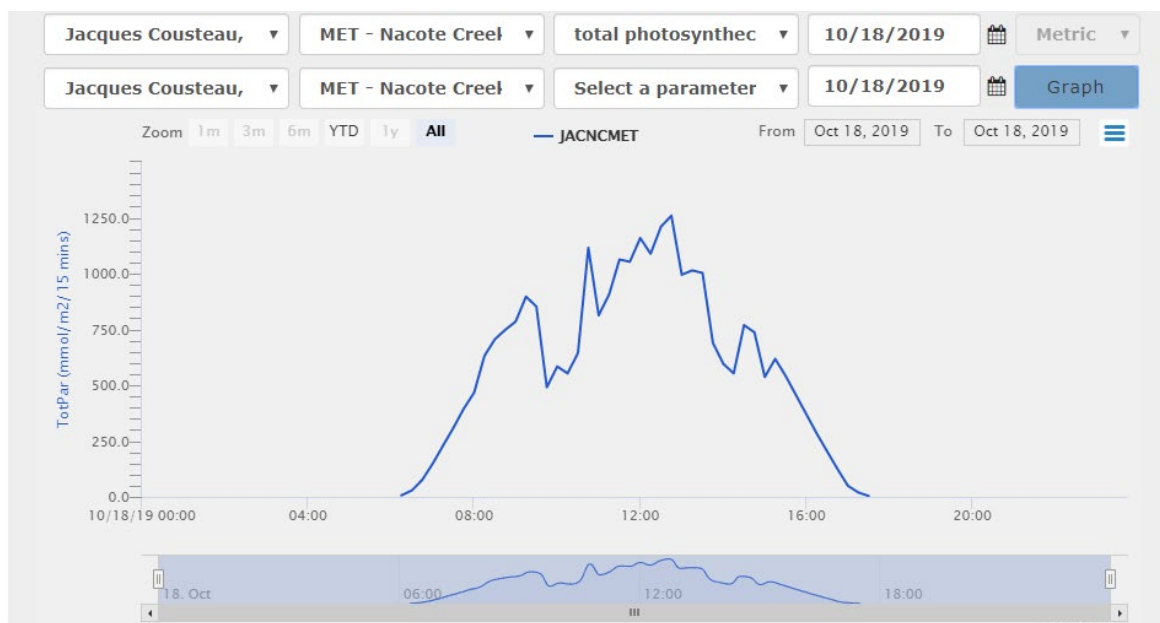 Jacques Cousteau, MET - Nacote Creek total photosynthec 10/18/2019 Metric
Jacques Cousteau, MET - Nacote Creek Select a parameter 10/18/2019 Graph
Zoom 1m 3m 6m YTD 1y All JACNCMET From Oct 18, 2019 To Oct 18, 2019
TotPar (mmol/m2/15 mins)
1250.0
1000.0
750.0
500.0
250.0
0.0
10/18/19 00:00 04:00 08:00 12:00 16:00 20:00
18. Oct 06:00 12:00 18:00